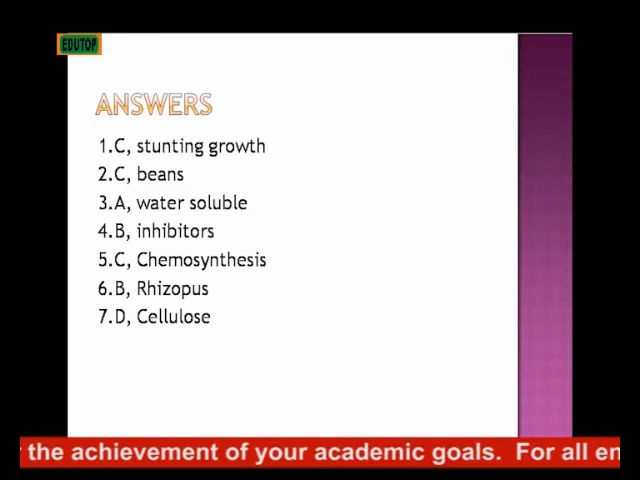 EDUTOP
ANSWERS
1.C, stunting growth
2.C, beans
3.A, water soluble
4.B, inhibitors
5.C, Chemosynthesis
6.B, Rhizopus
7.D, Cellulose
the achievement of your academic goals. For all en